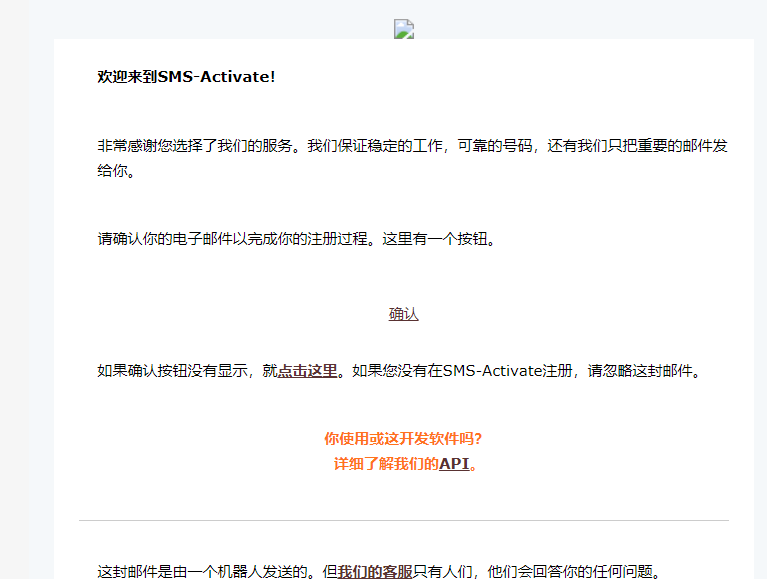 欢迎来到SMS-Activate!
非常感谢您选择了我们的服务。我们保证稳定的工作，可靠的号码，还有我们只把重要的邮件发
给你。
请确认你的电子邮件以完成你的注册过程。这里有一个按钮。
确认
如果确认按钮没有显示，就点击这里。如果您没有在SMS-Activate注册，请忽略这封邮件。
你使用或这开发软件吗?
详细了解我们的API。
这封邮件是由一个机器人发送的。但我们的客服只有人们，他们会回答你的任何问题。